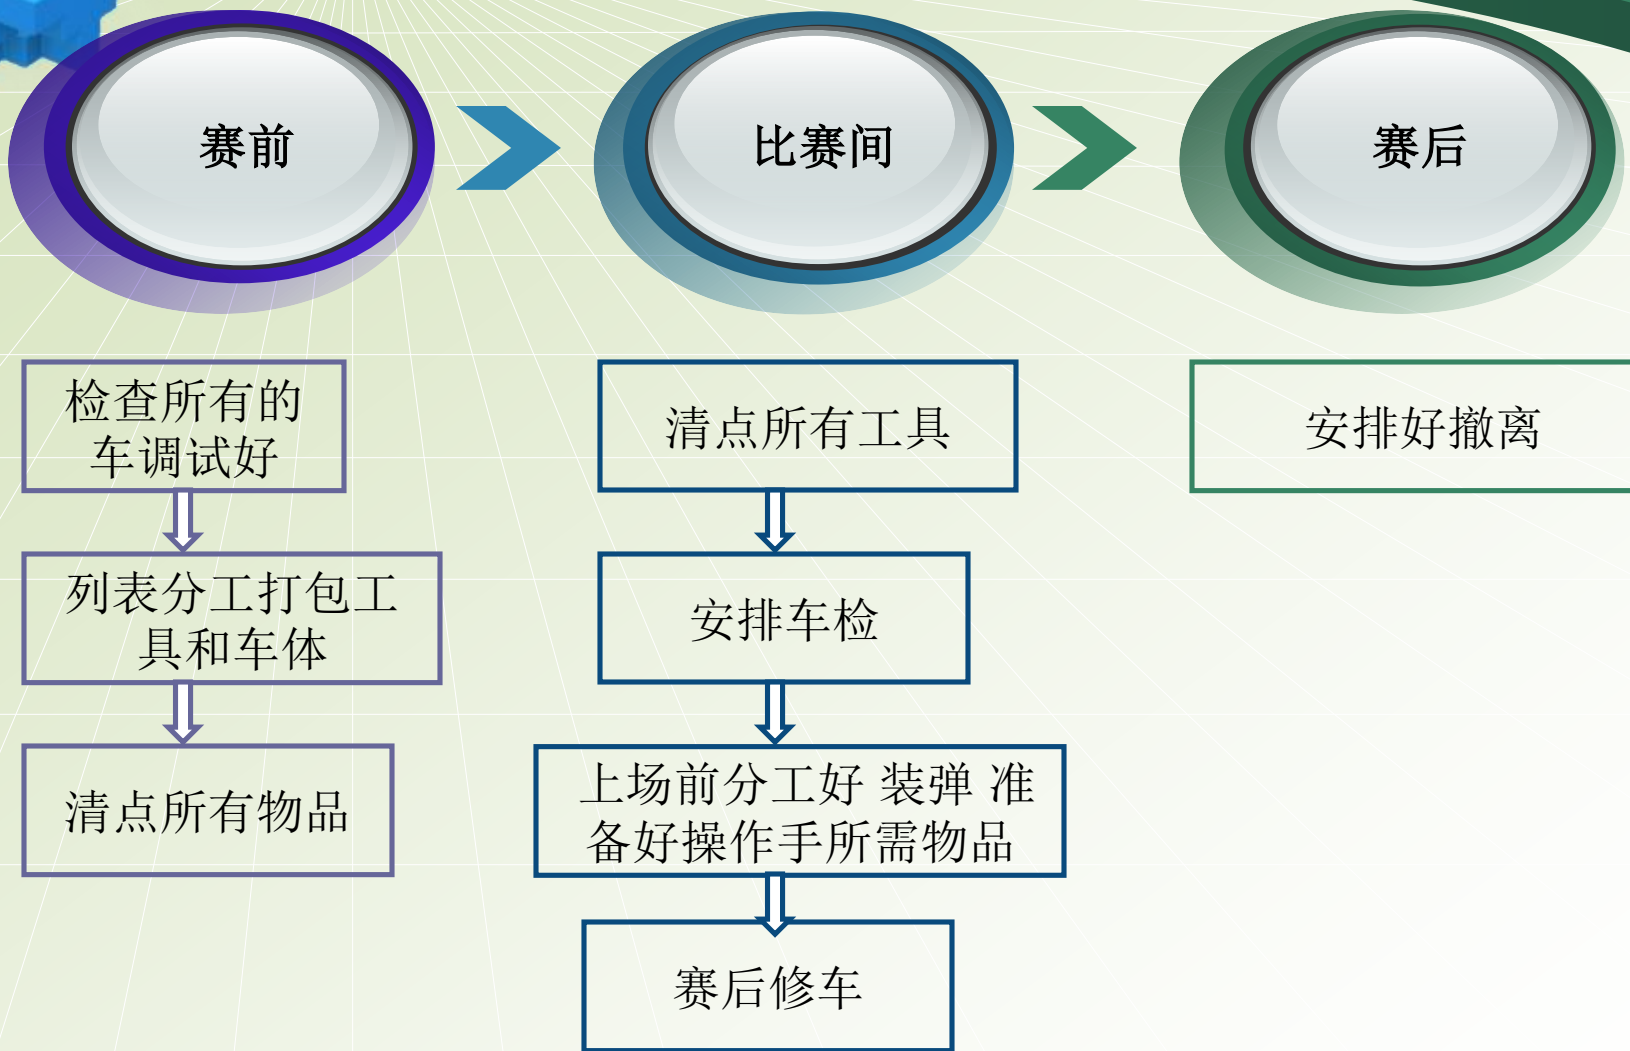 赛前
比赛间
赛后
检查所有的
车调试好
列表分工打包工
具和车体
清点所有物品
清点所有工具
安排车检
上场前分工好 装弹 准
备好操作手所需物品
赛后修车
安排好撤离